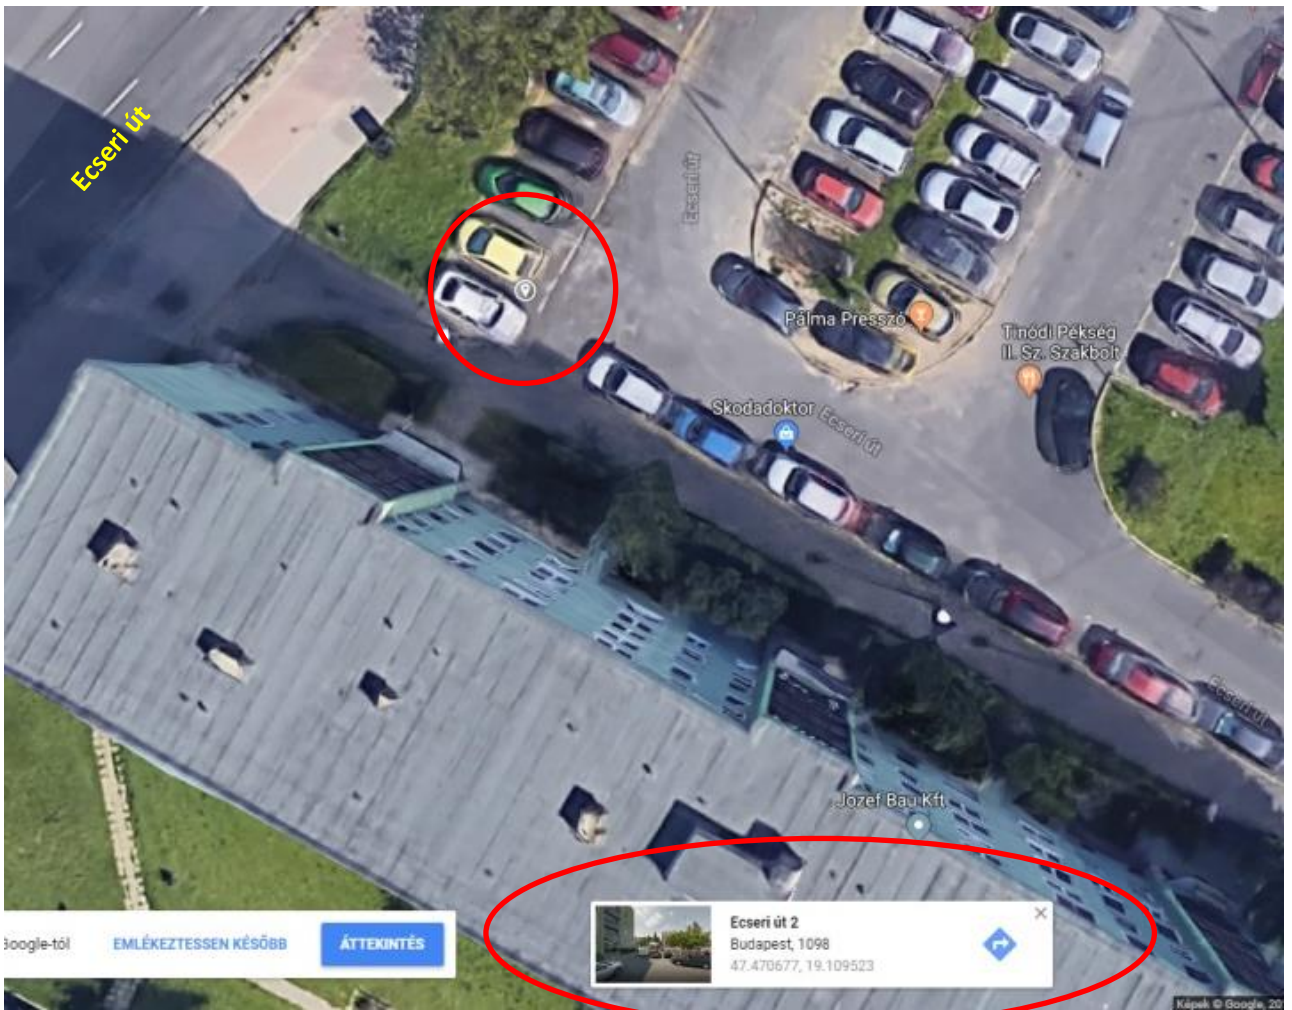 Ecseri út
Ecseri út
Pálma Presszó
Tinódi Pékség
II. Sz. Szakbolt
Skodadoktor
Ecseri út
Ecseri út
Jozef Bau Kft.
Google-tól
EMLÉKEZTESSEN KÉSŐBB
ÁTTEKINTÉS
Ecseri út 2
Budapest, 1098
47.470677, 19.109523
Képek © Google, 20